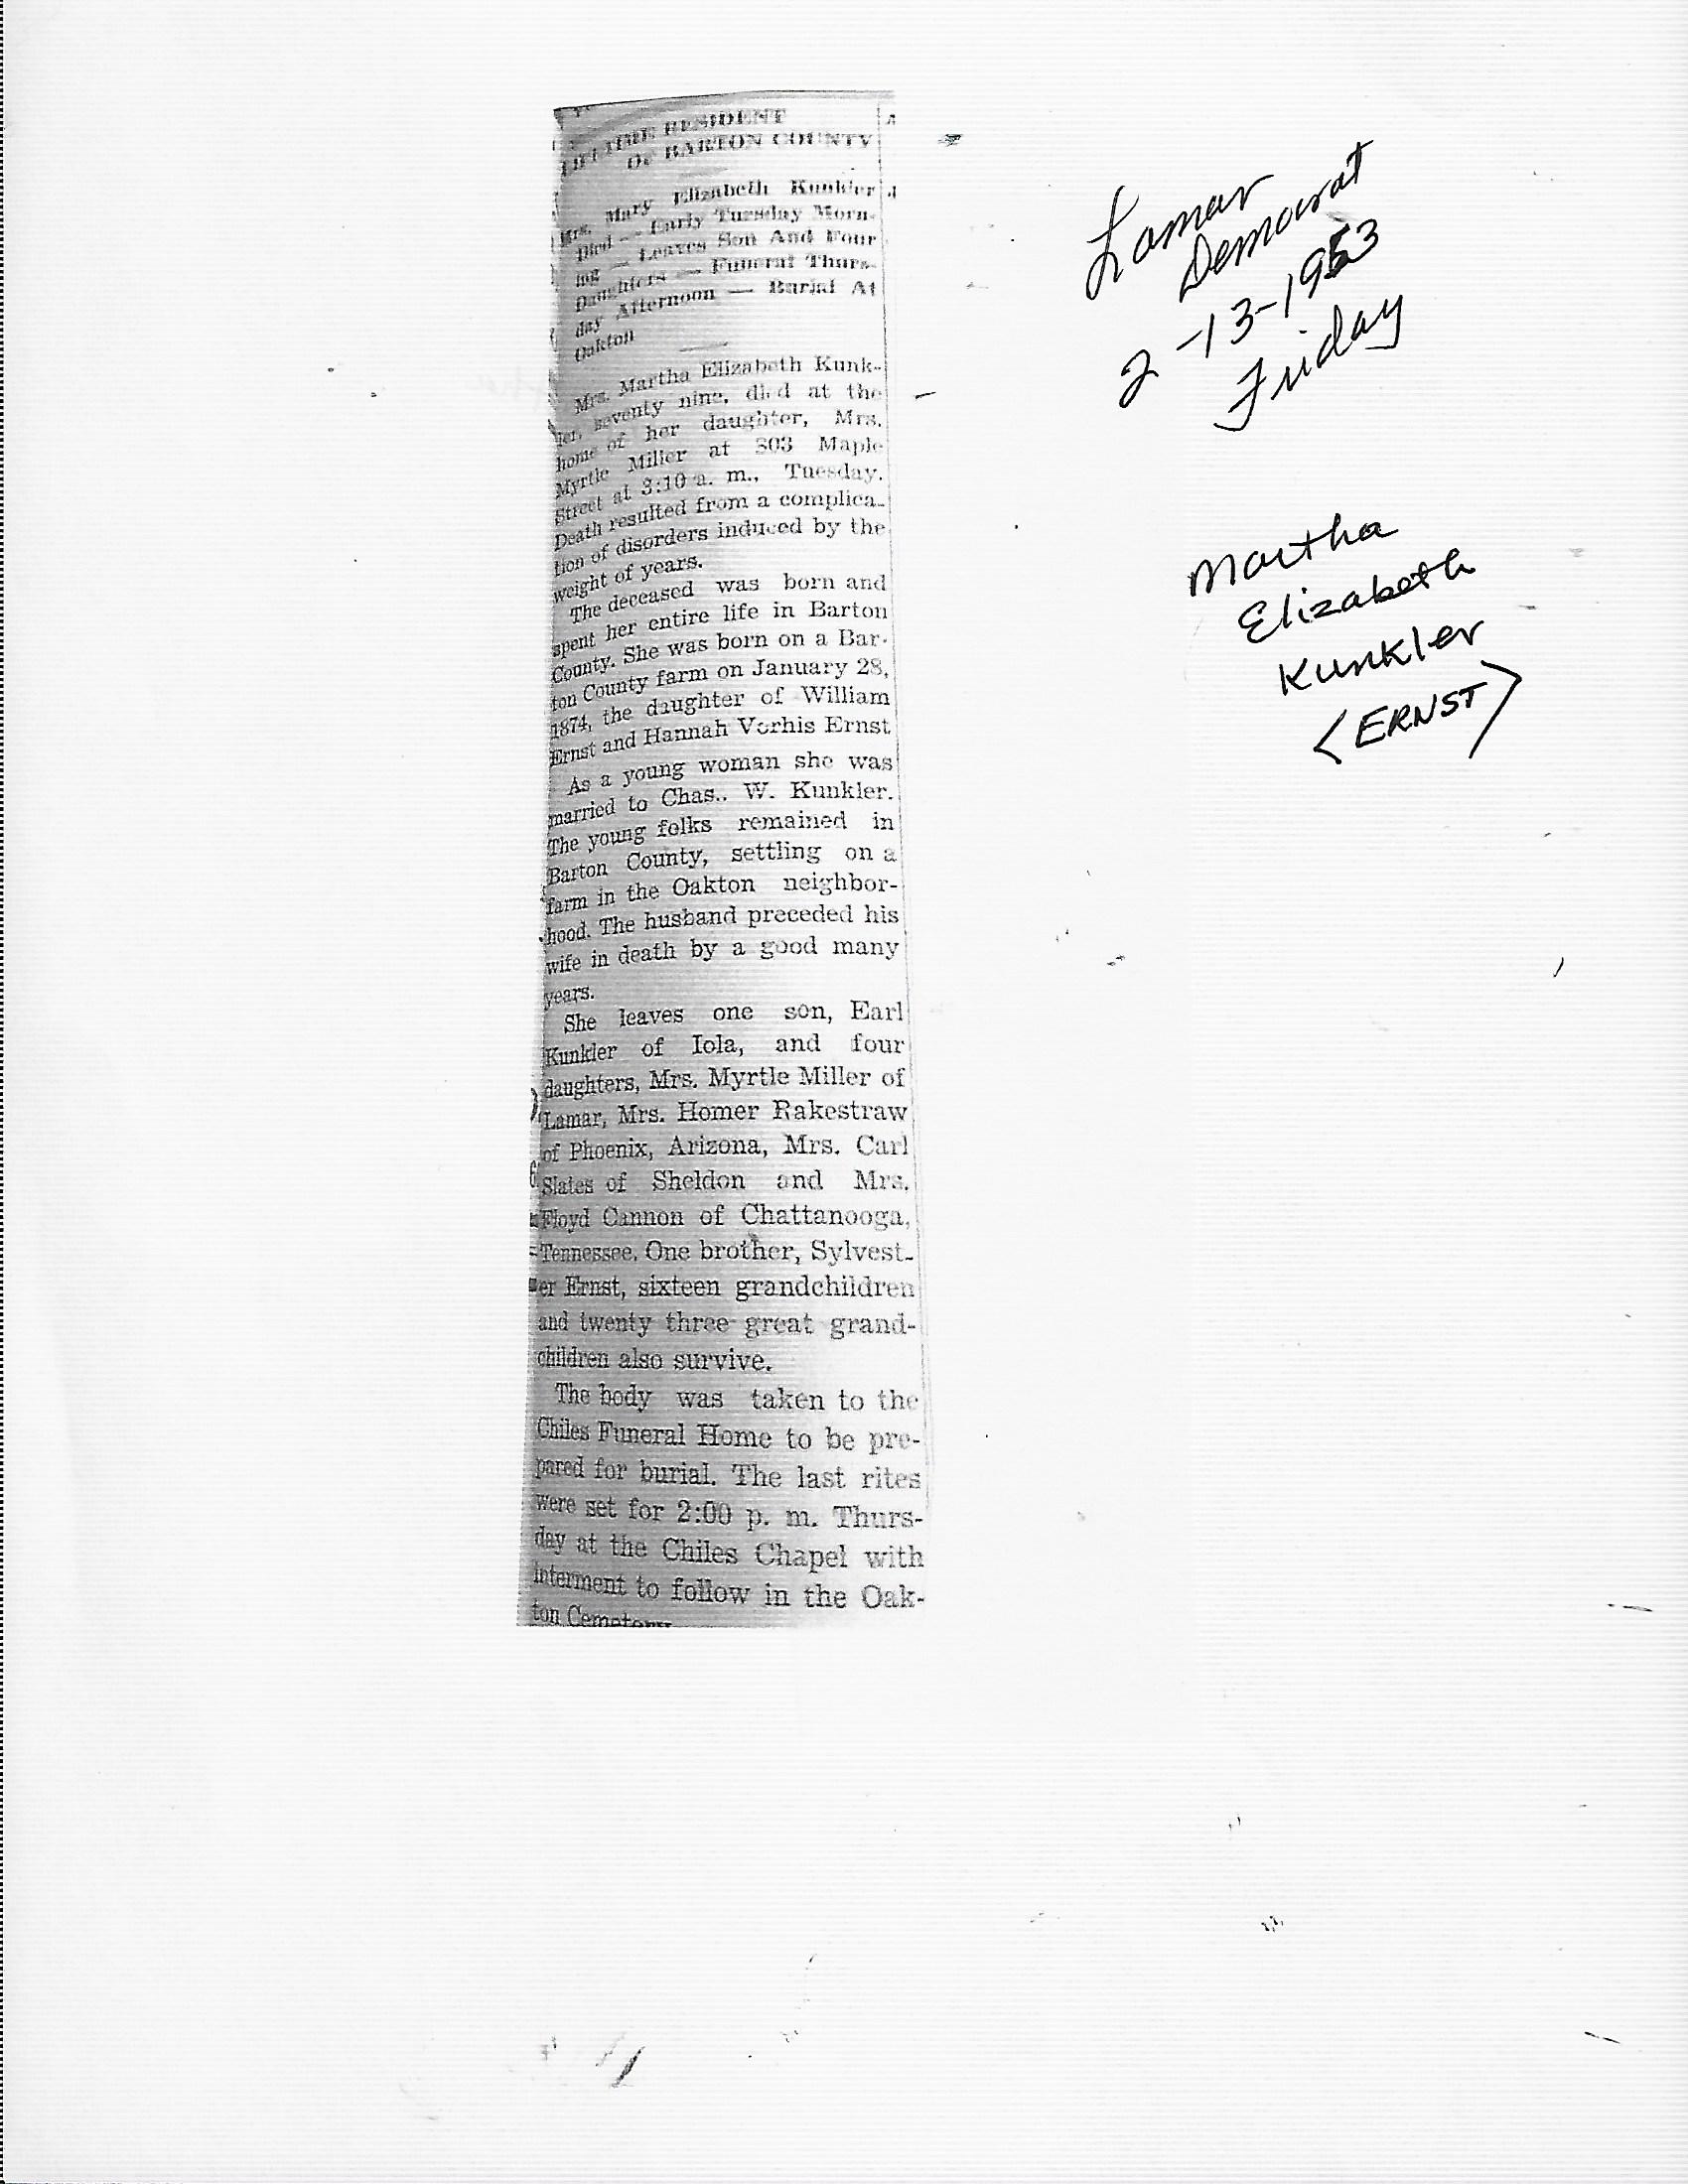 LIFETIME RESIDENT
OF BARTON COUNTY
Mrs. Mary Elizabeth Kunkler
Died — Early Tuesday Morn-
ing — Leaves Son And Four
Daughters — Funeral Thurs-
day Afternoon — Burial At
Oakton
Mrs. Martha Elizabeth Kunk-
ler, seventy nine, died at the
home of her daughter, Mrs.
Myrtle Miller at 803 Maple
Street at 3:10 a. m., Tuesday.
Death resulted from a complica-
tion of disorders induced by the
weight of years.
The deceased was born and
spent her entire life in Barton
County. She was born on a Bar-
ton County farm on January 28,
1874, the daughter of William
Ernst and Hannah Vorhis Ernst
As a young woman she was
married to Chas.. W. Kunkler.
The young folks remained in
Barton County, settling on a
farm in the Oakton neighbor-
hood. The husband preceded his
wife in death by a good many
years.
She leaves one son, Earl
Kunkler of Iola, and four
daughters, Mrs. Myrtle Miller of
Lamar, Mrs. Homer Rakestraw
of Phoenix, Arizona, Mrs. Carl
Slates of Sheldon and Mrs.
Floyd Cannon of Chattanooga,
Tennessee. One brother, Sylvest-
er Ernst, sixteen grandchildren
and twenty three great grand-
children also survive.
The body was taken to the
Chiles Funeral Home to be pre-
pared for burial. The last rites
were set for 2:00 p. m. Thurs-
day at the Chiles Chapel with
interment to follow in the Oak-
ton Cemetery
Lamar
Democrat
2-13-1953
Friday
Martha
Elizabeth
Kunkler
<ERNST>